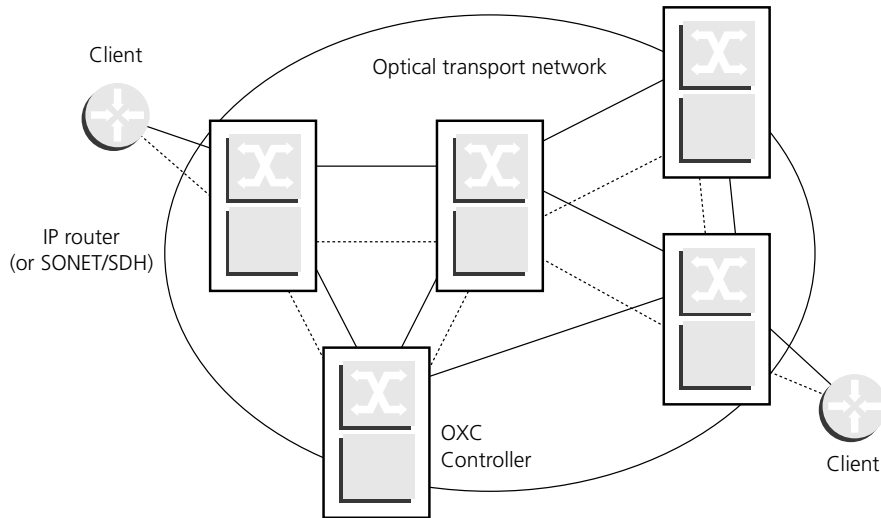 Client
Optical transport network
IP router
(or SONET/SDH)
OXC
Controller
Client